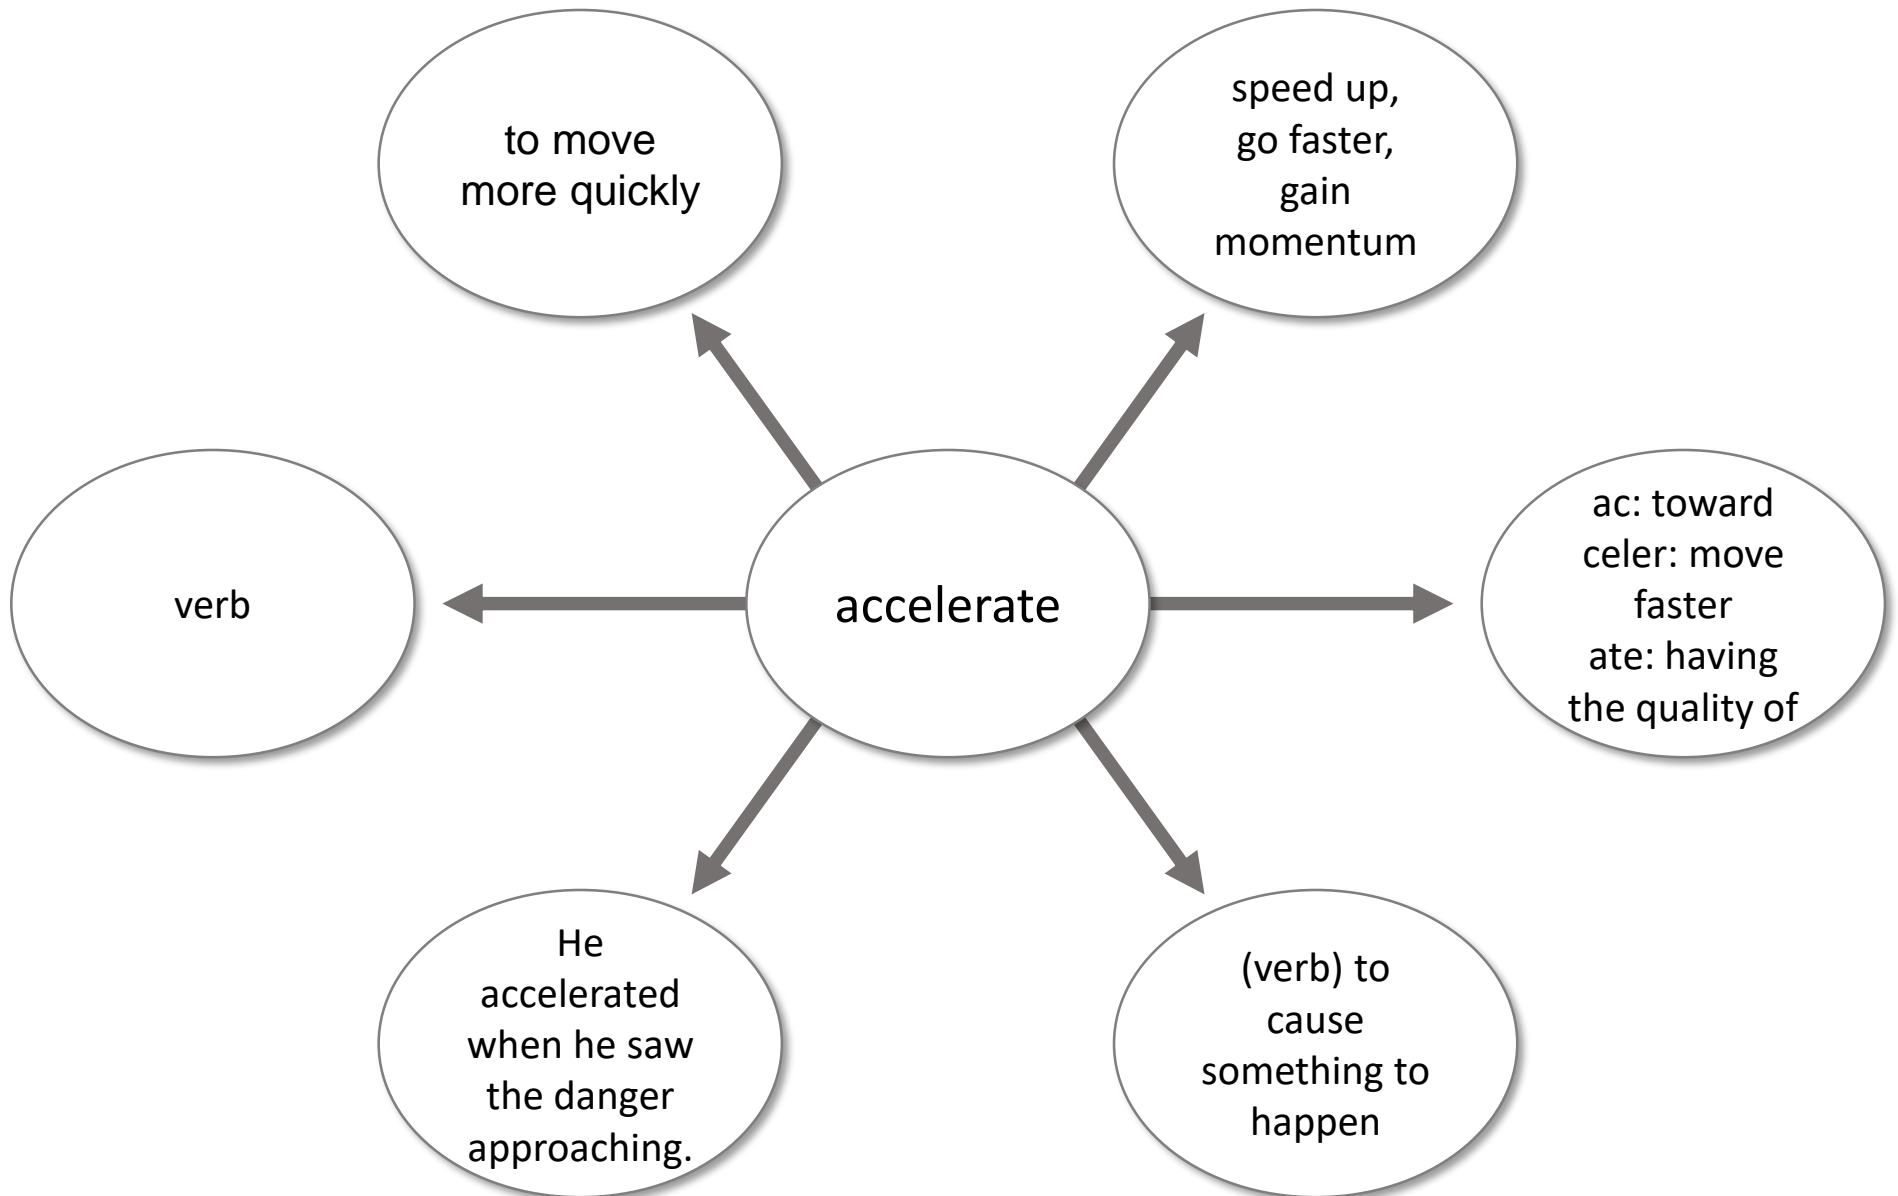 to move
more quickly
speed up,
go faster,
gain
momentum
verb
accelerate
ac: toward
celer: move
faster
ate: having
the quality of
He
accelerated
when he saw
the danger
approaching.
(verb) to
cause
something to
happen